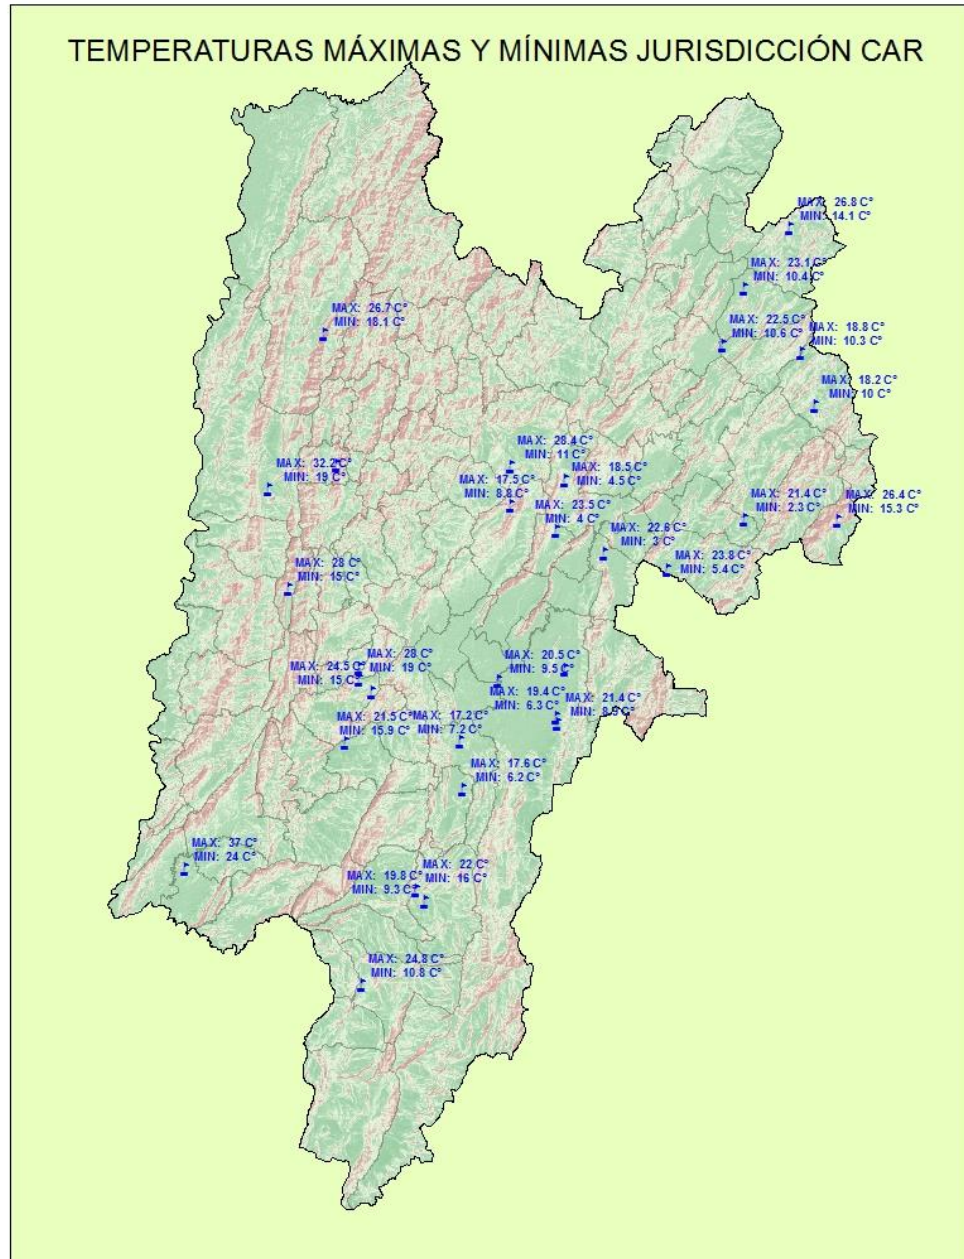 TEMPERATURAS MÁXIMAS Y MÍNIMAS JURISDICCIÓN CAR
MAX: 26.8 C°
MIN: 14.1 C°
MAX: 23.1 C°
MIN: 10.4 C°
MAX: 26.7 C°
MIN: 18.1 C°
MAX: 22.5 C°
MIN: 10.6 C°
MAX: 18.8 C°
MIN: 10.3 C°
MAX: 18.2 C°
MIN: 10 C°
MAX: 28.4 C°
MIN: 11 C°
MAX: 32.2 C°
MIN: 19 C°
MAX: 17.5 C°
MIN: 8.8 C°
MAX: 18.5 C°
MIN: 4.5 C°
MAX: 23.5 C°
MIN: 4 C°
MAX: 21.4 C°
MIN: 2.3 C°
MAX: 26.4 C°
MIN: 15.3 C°
MAX: 22.6 C°
MIN: 3 C°
MAX: 23.8 C°
MIN: 5.4 C°
MAX: 28 C°
MIN: 15 C°
MAX: 28 C°
MIN: 19 C°
MAX: 24.5 C°
MIN: 15 C°
MAX: 20.5 C°
MIN: 9.5 C°
MAX: 19.4 C°
MIN: 6.3 C°
MAX: 21.4 C°
MIN: 8.9 C°
MAX: 21.5 C°
MIN: 15.9 C°
MAX: 17.2 C°
MIN: 7.2 C°
MAX: 17.6 C°
MIN: 6.2 C°
MAX: 37 C°
MIN: 24 C°
MAX: 22 C°
MIN: 16 C°
MAX: 19.8 C°
MIN: 9.3 C°
MAX: 24.8 C°
MIN: 10.8 C°